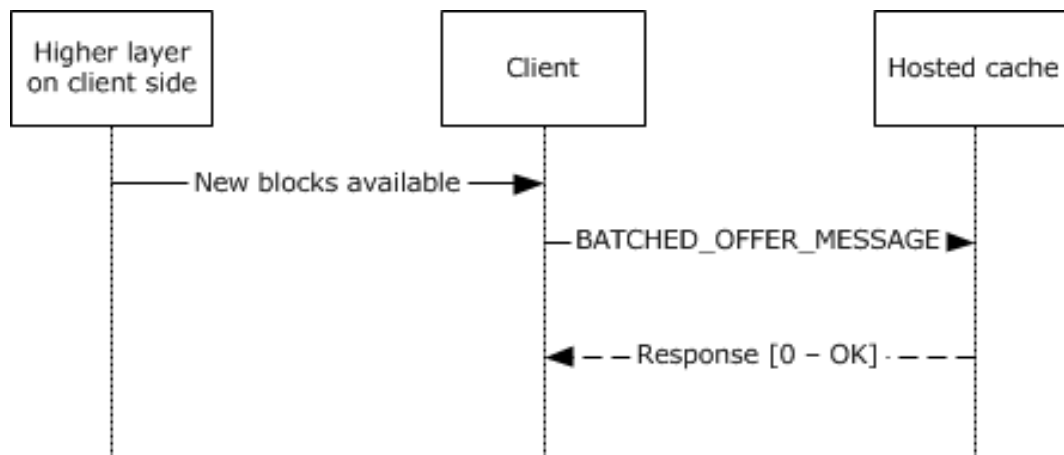 Higher layer
on client side
Client
Hosted cache
New blocks available
BATCHED_OFFER_MESSAGE
Response [0 – OK]